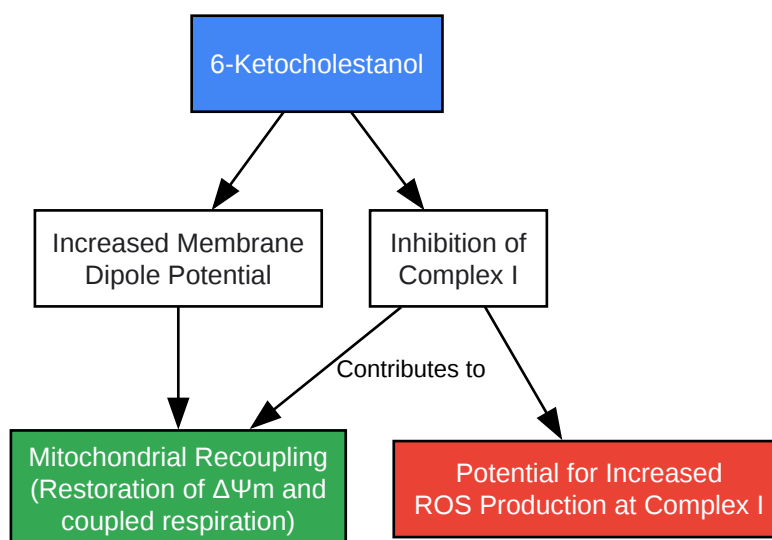 6-Ketocholestanol
Increased Membrane
Dipole Potential
Inhibition of
Complex I
Contributes to
Mitochondrial Recoupling
(Restoration of ΔΨm and
coupled respiration)
Potential for Increased
ROS Production at Complex I